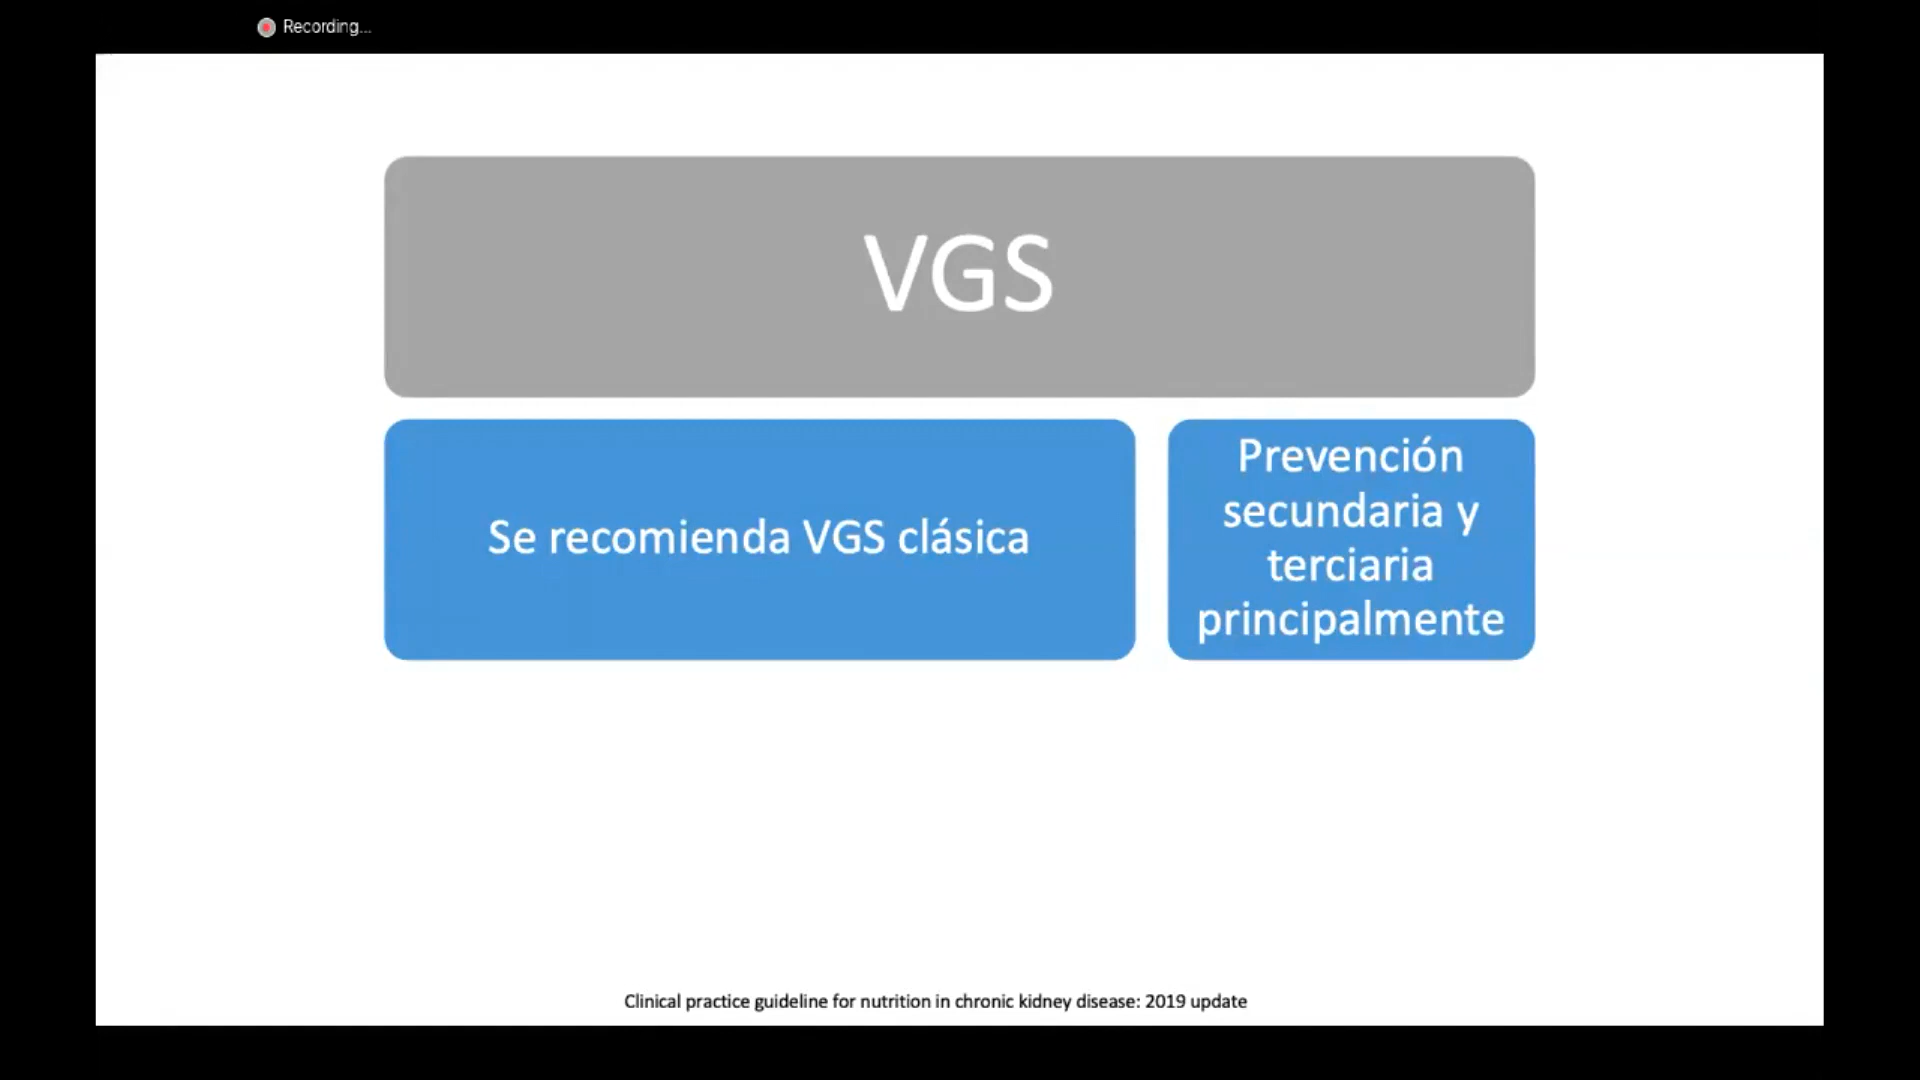 Recording...
VGS
Se recomienda VGS clásica
Prevención
secundaria y
terciaria
principalmente
Clinical practice guideline for nutrition in chronic kidney disease: 2019 update